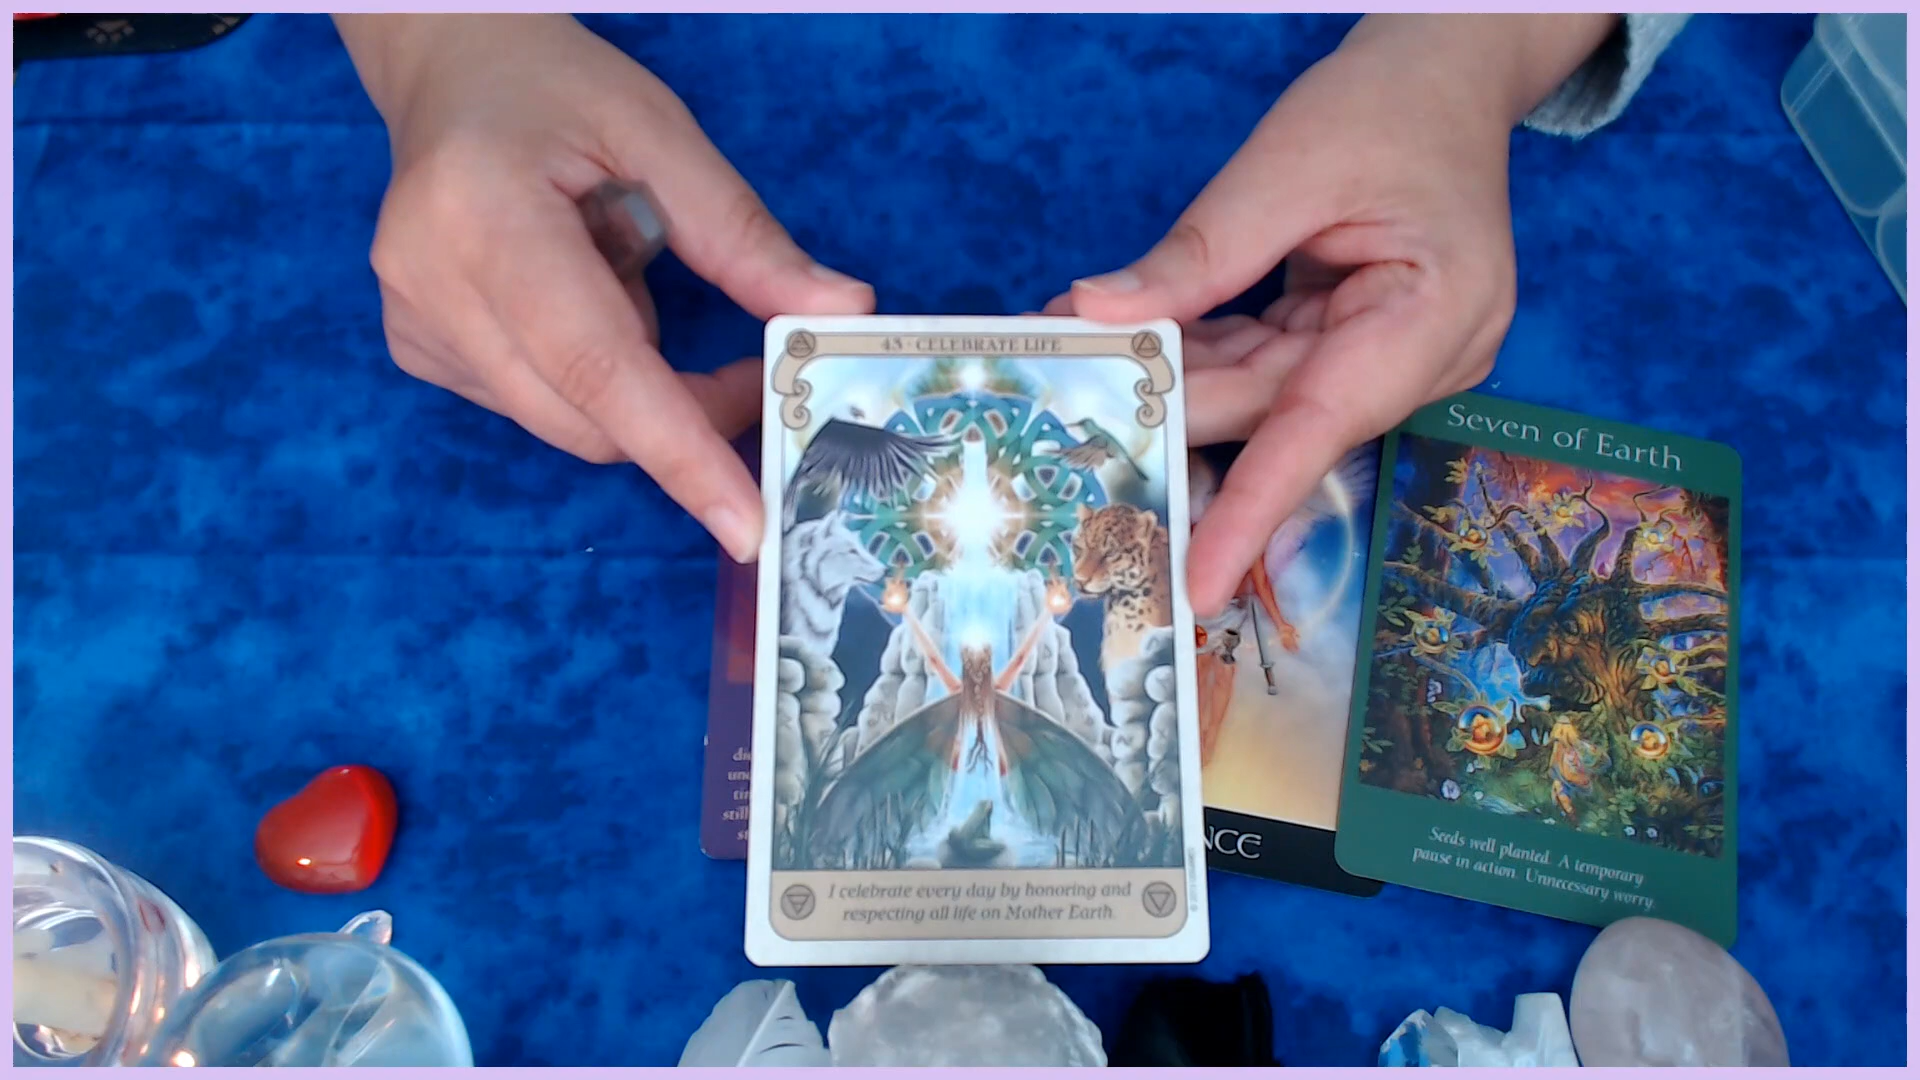 43 · CELEBRATE LIFE
I celebrate every day by honoring and
respecting all life on Mother Earth.
Seven of Earth
Seeds well planted. A temporary
pause in action. Unnecessary worry.
NCE